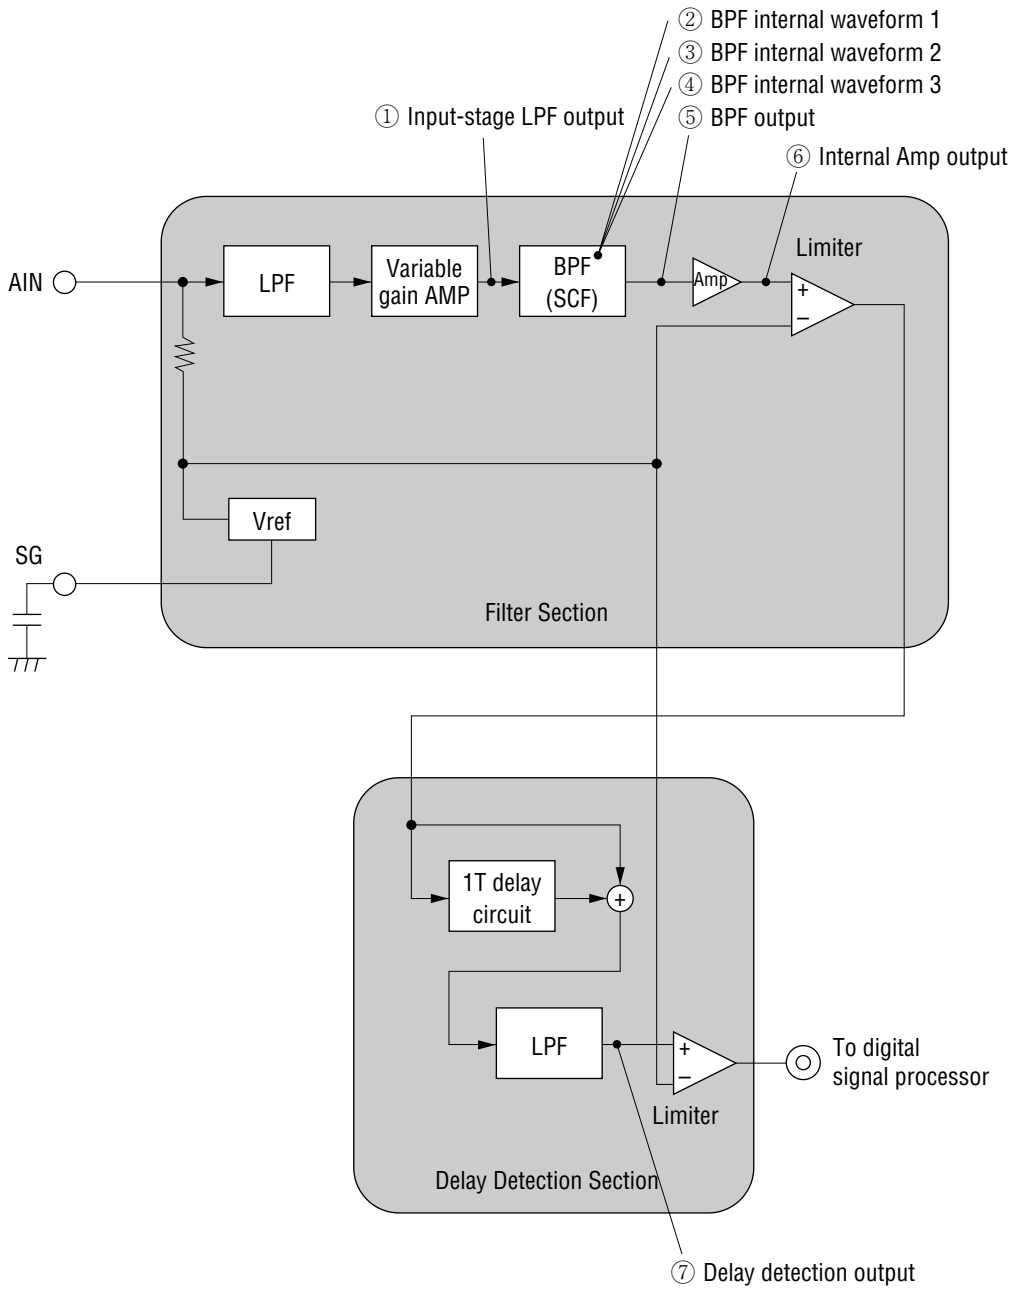 ② BPF internal waveform 1
③ BPF internal waveform 2
④ BPF internal waveform 3
① Input-stage LPF output
⑤ BPF output
⑥ Internal Amp output
Limiter
AIN
LPF
Variable
gain AMP
BPF
(SCF)
Amp
+
−
Vref
SG
Filter Section
1T delay
circuit
+
LPF
+
−
To digital
signal processor
Limiter
Delay Detection Section
⑦ Delay detection output